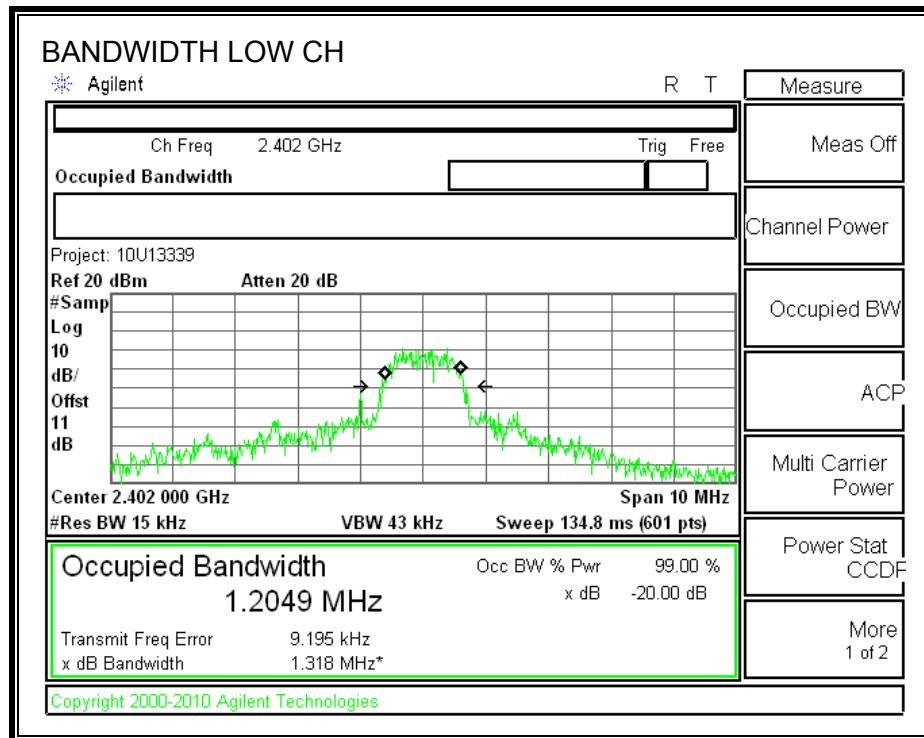 BANDWIDTH LOW CH
Agilent R T
Ch Freq 2.402 GHz Trig Free
Occupied Bandwidth
Project: 10U13339
Ref 20 dBm Atten 20 dB
#Samp
Log
10
dB/
Offst
11
dB
Center 2.402 000 GHz Span 10 MHz
#Res BW 15 kHz VBW 43 kHz Sweep 134.8 ms (601 pts)
Occupied Bandwidth Occ BW % Pwr 99.00 %
1.2049 MHz x dB -20.00 dB
Transmit Freq Error 9.195 kHz
x dB Bandwidth 1.318 MHz*
Copyright 2000-2010 Agilent Technologies
Measure
Meas Off
Channel Power
Occupied BW
ACP
Multi Carrier
Power
Power Stat
CCDF
More
1 of 2